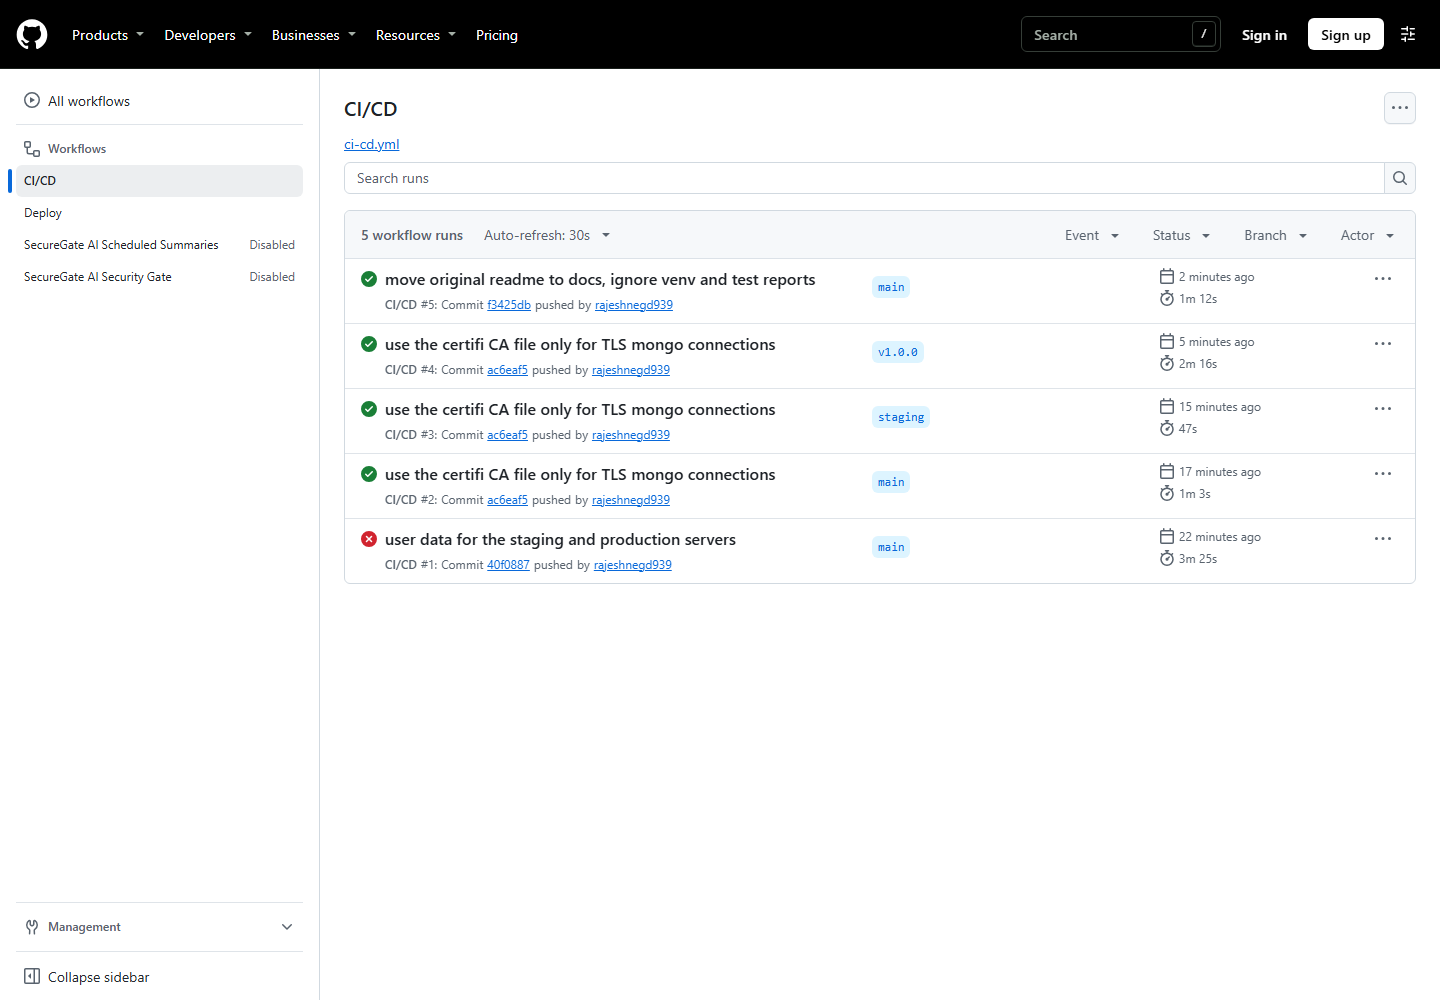 Products
Developers
Businesses
Resources
Pricing
Search
/
Sign in
Sign up
All workflows
Workflows
CI/CD
Deploy
SecureGate AI Scheduled Summaries Disabled
SecureGate AI Security Gate Disabled
Management
Collapse sidebar
CI/CD
ci-cd.yml
Search runs
5 workflow runs Auto-refresh: 30s Event Status Branch Actor
move original readme to docs, ignore venv and test reports
CI/CD #5: Commit f3425db pushed by rajeshnegd939
main
2 minutes ago
1m 12s
use the certifi CA file only for TLS mongo connections
CI/CD #4: Commit ac6eaf5 pushed by rajeshnegd939
v1.0.0
5 minutes ago
2m 16s
use the certifi CA file only for TLS mongo connections
CI/CD #3: Commit ac6eaf5 pushed by rajeshnegd939
staging
15 minutes ago
47s
use the certifi CA file only for TLS mongo connections
CI/CD #2: Commit ac6eaf5 pushed by rajeshnegd939
main
17 minutes ago
1m 3s
user data for the staging and production servers
CI/CD #1: Commit 40f0887 pushed by rajeshnegd939
main
22 minutes ago
3m 25s